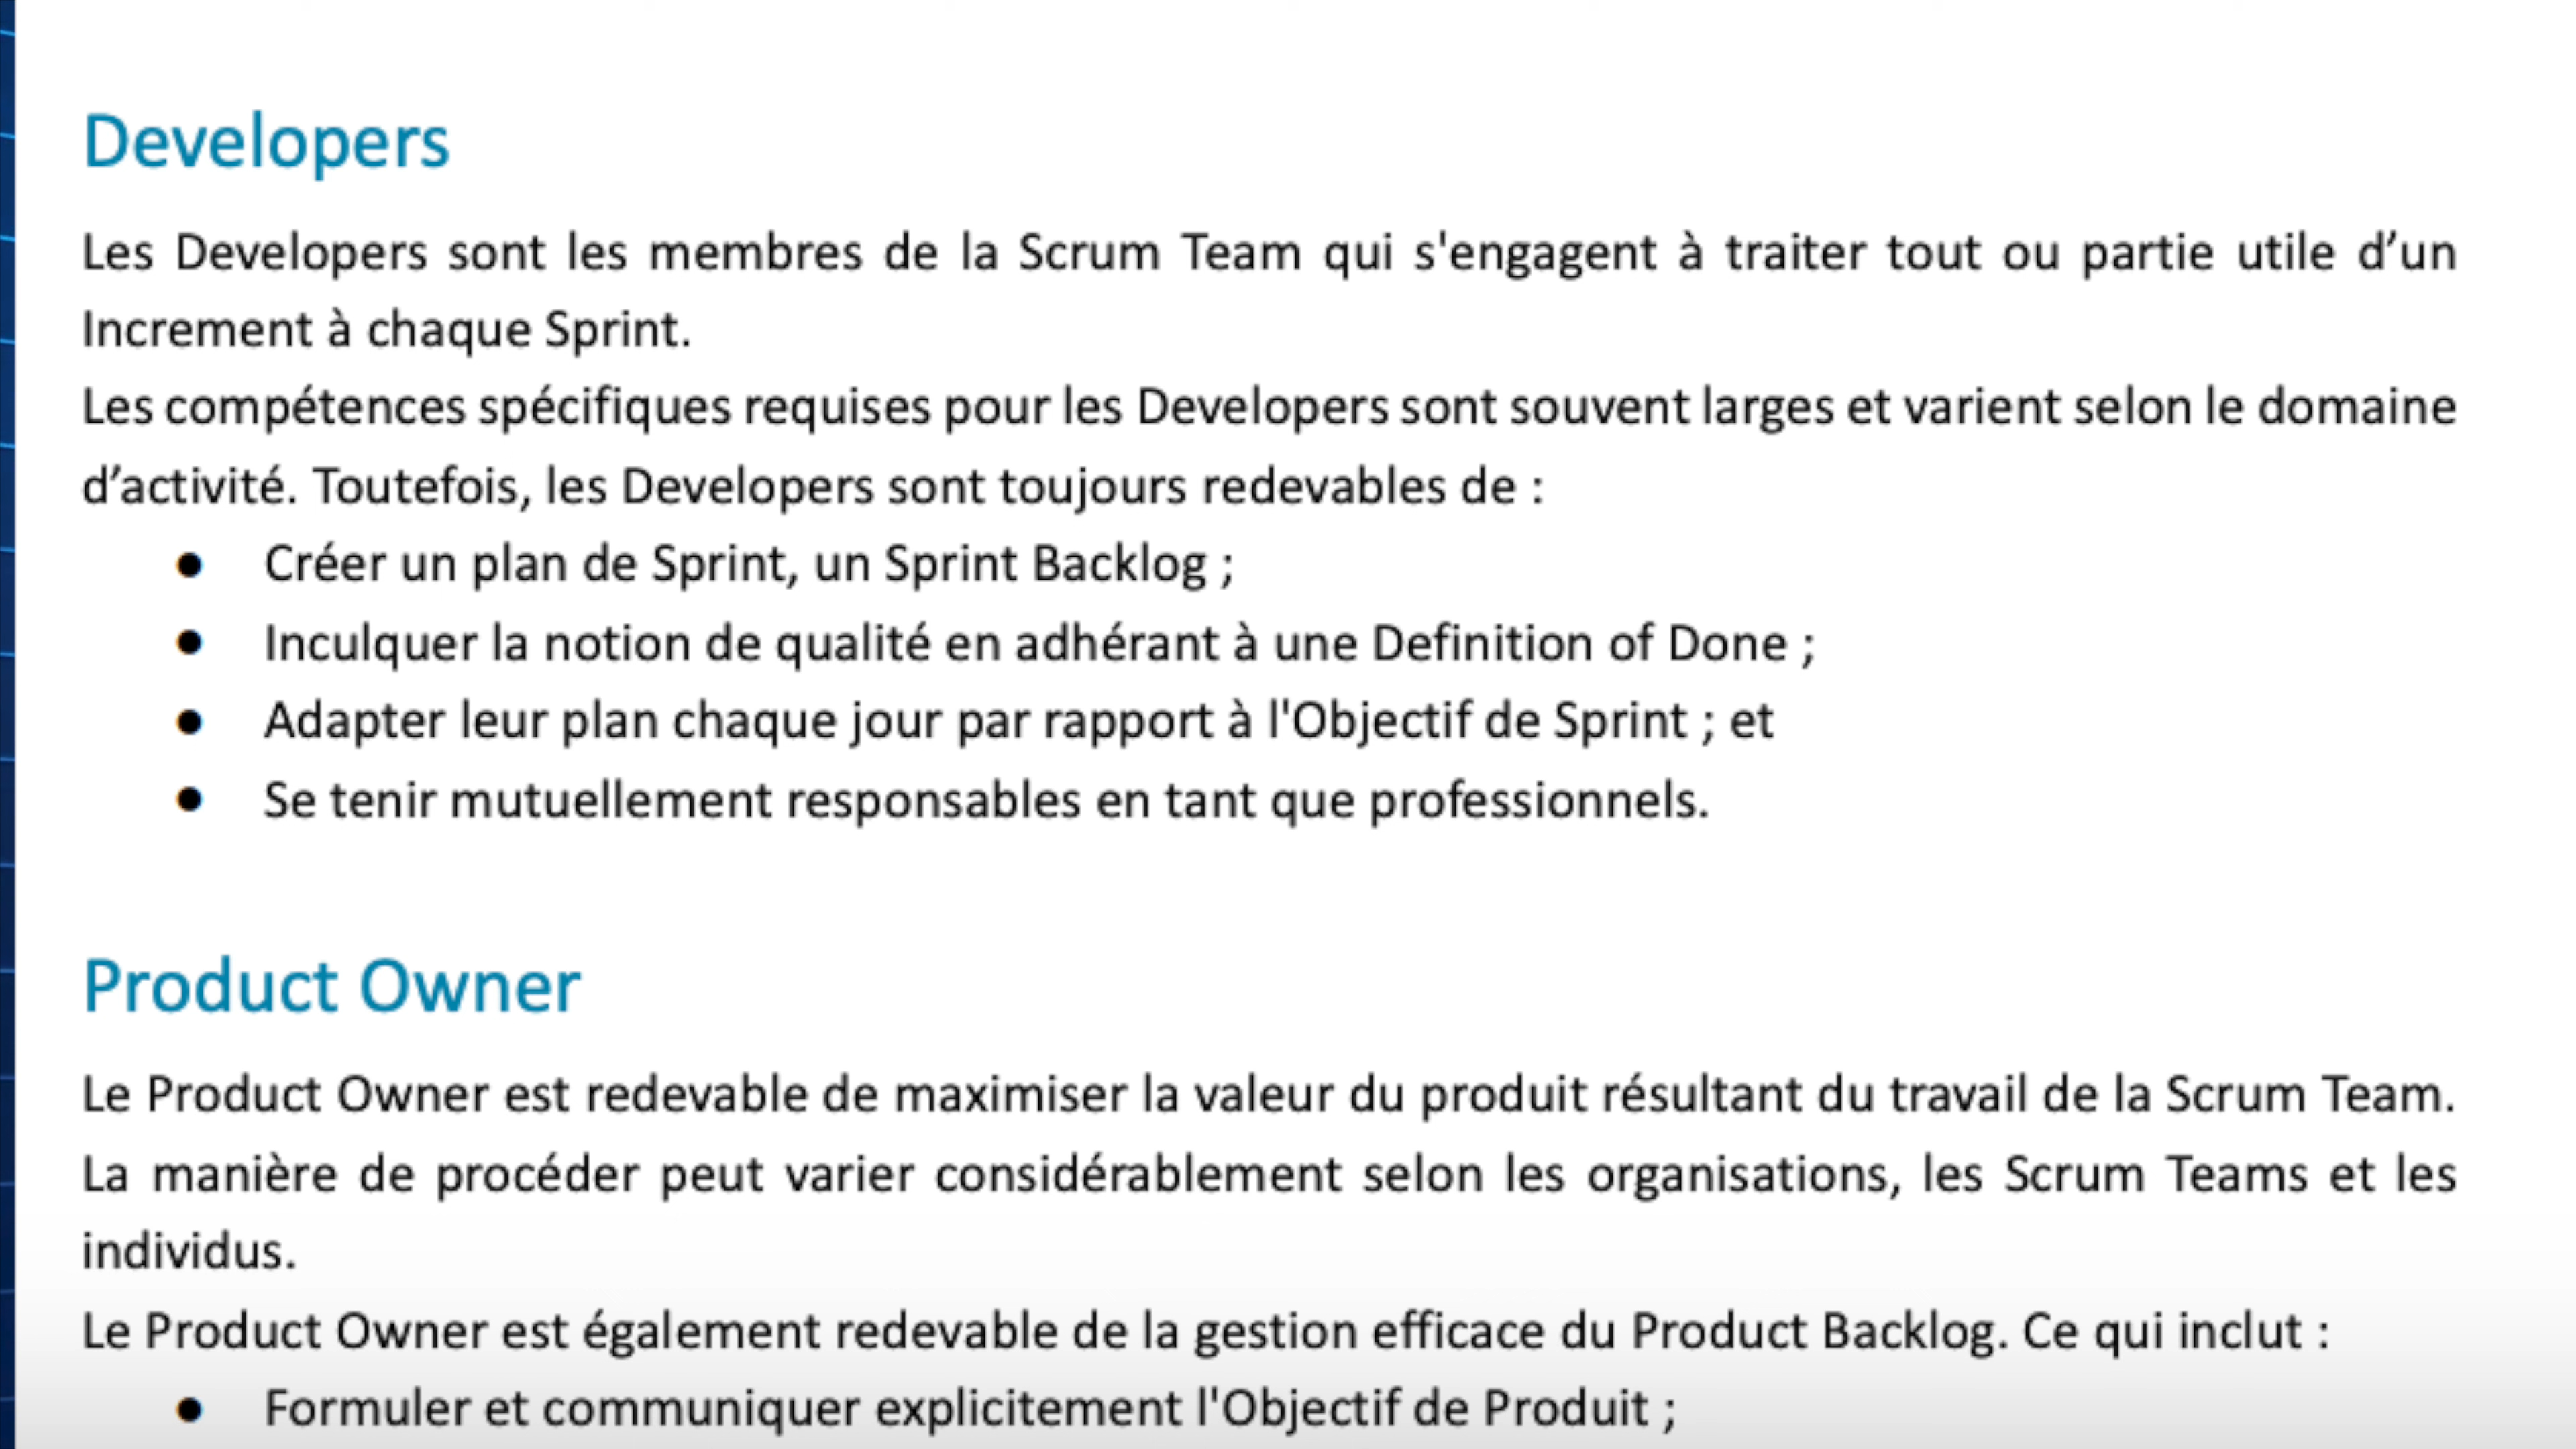 Developers
Les Developers sont les membres de la Scrum Team qui s'engagent à traiter tout ou partie utile d’un
Increment à chaque Sprint.
Les compétences spécifiques requises pour les Developers sont souvent larges et varient selon le domaine
d’activité. Toutefois, les Developers sont toujours redevables de :
● Créer un plan de Sprint, un Sprint Backlog ;
● Inculquer la notion de qualité en adhérant à une Definition of Done ;
● Adapter leur plan chaque jour par rapport à l'Objectif de Sprint ; et
● Se tenir mutuellement responsables en tant que professionnels.
Product Owner
Le Product Owner est redevable de maximiser la valeur du produit résultant du travail de la Scrum Team.
La manière de procéder peut varier considérablement selon les organisations, les Scrum Teams et les
individus.
Le Product Owner est également redevable de la gestion efficace du Product Backlog. Ce qui inclut :
● Formuler et communiquer explicitement l'Objectif de Produit ;